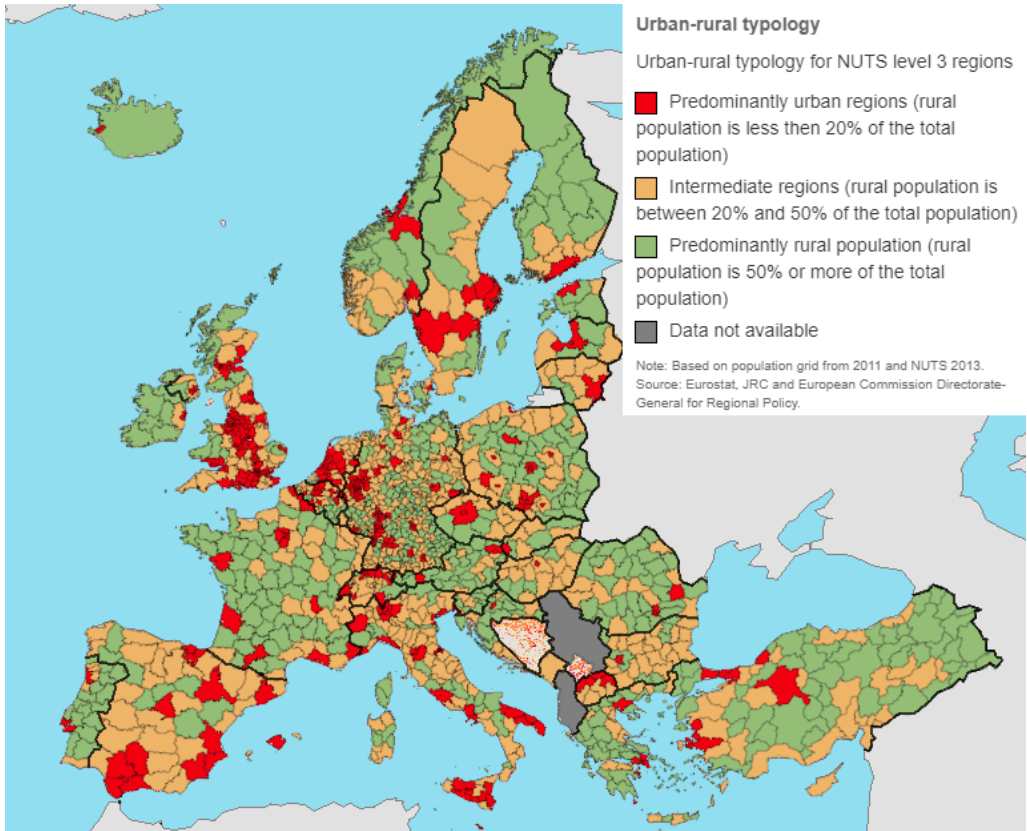 Urban-rural typology
Urban-rural typology for NUTS level 3 regions
Predominantly urban regions (rural
population is less then 20% of the total
population)
Intermediate regions (rural population is
between 20% and 50% of the total population)
Predominantly rural population (rural
population is 50% or more of the total
population)
Data not available
Note: Based on population grid from 2011 and NUTS 2013.
Source: Eurostat, JRC and European Commission Directorate-
General for Regional Policy.